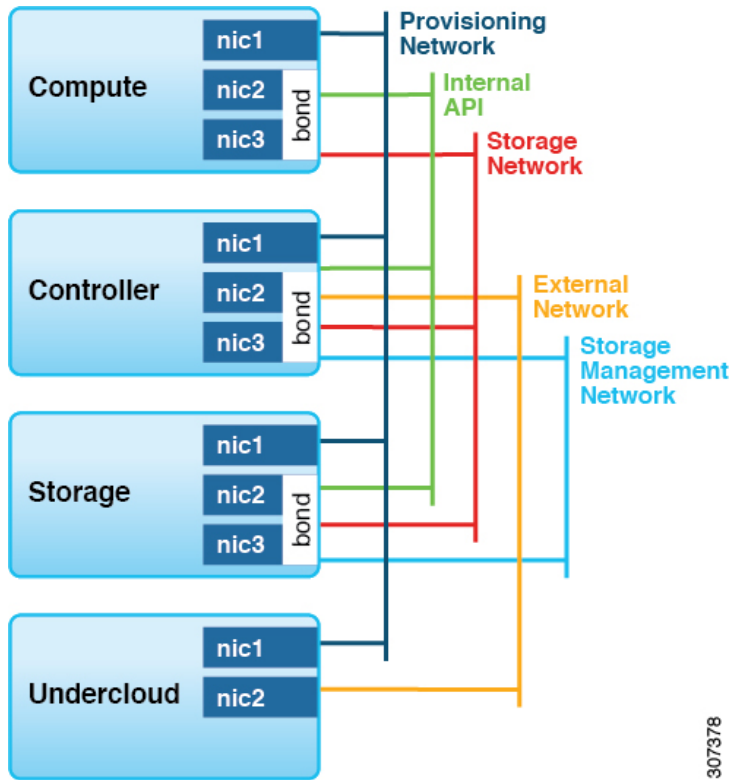 Compute
nic1
nic2
nic3
bond
Provisioning
Network
Internal
API
Storage
Network
Controller
nic1
nic2
nic3
bond
External
Network
Storage
Management
Network
Storage
nic1
nic2
nic3
bond
Undercloud
nic1
nic2
307378